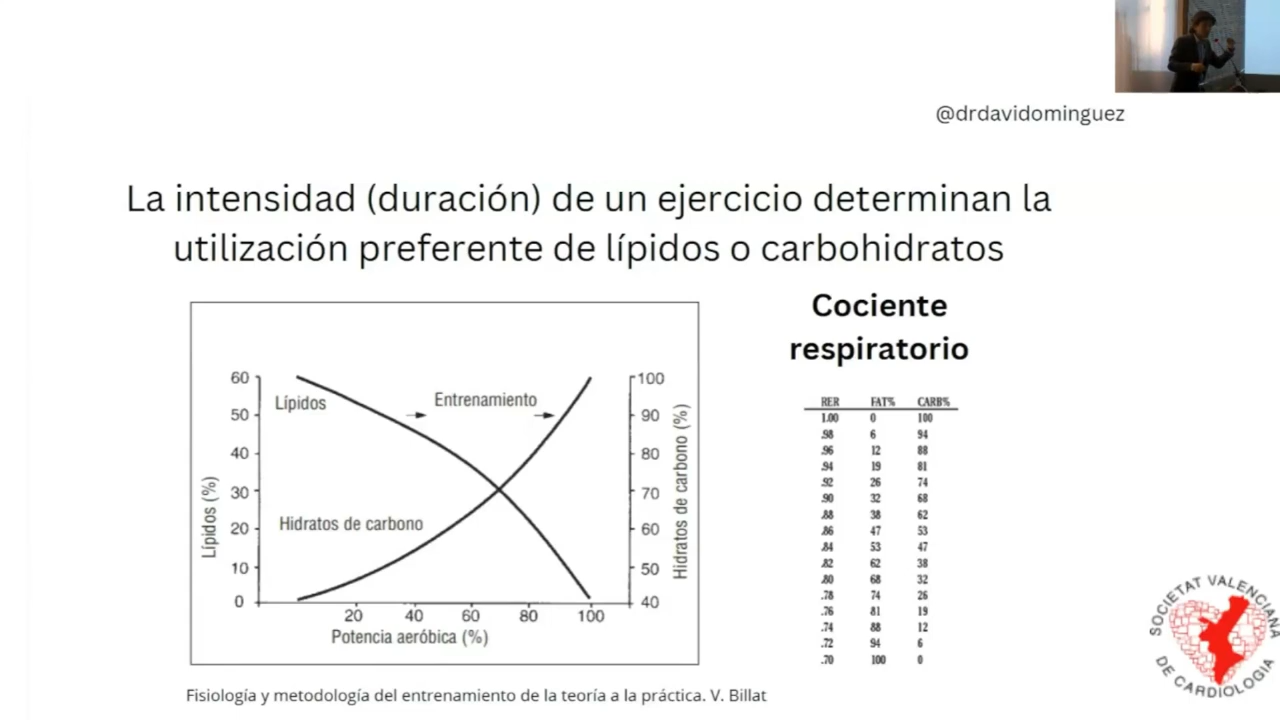 @drdavidominguez
La intensidad (duración) de un ejercicio determinan la
utilización preferente de lípidos o carbohidratos
Cociente
respiratorio
60
50
40
30
20
10
0
Lípidos (%)
Lípidos
Entrenamiento
Hidratos de carbono
100
90
80
70
60
50
40
Hidratos de carbono (%)
20 40 60 80 100
Potencia aeróbica (%)
RER FAT% CARB%
1.00 0 100
.98 6 94
.96 12 88
.94 19 81
.92 26 74
.90 32 68
.88 38 62
.86 47 53
.84 53 47
.82 62 38
.80 68 32
.78 74 26
.76 81 19
.74 88 12
.72 94 6
.70 100 0
Fisiología y metodología del entrenamiento de la teoría a la práctica. V. Billat
SOCIETAT VALENCIANA
DE CARDIOLOGIA